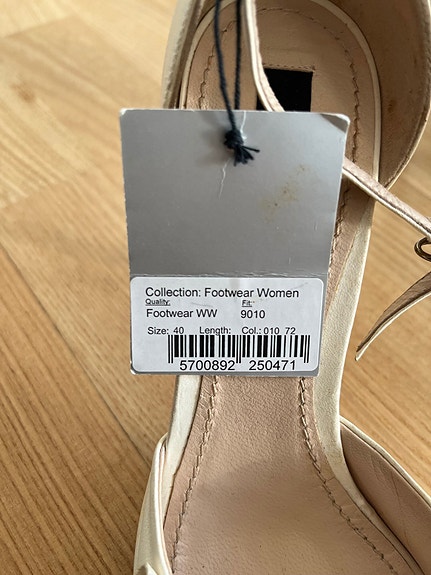 Collection: Footwear Women
Quality: Fit:
Footwear WW 9010
Size: 40 Length: Col.: 010 72
5700892 250471